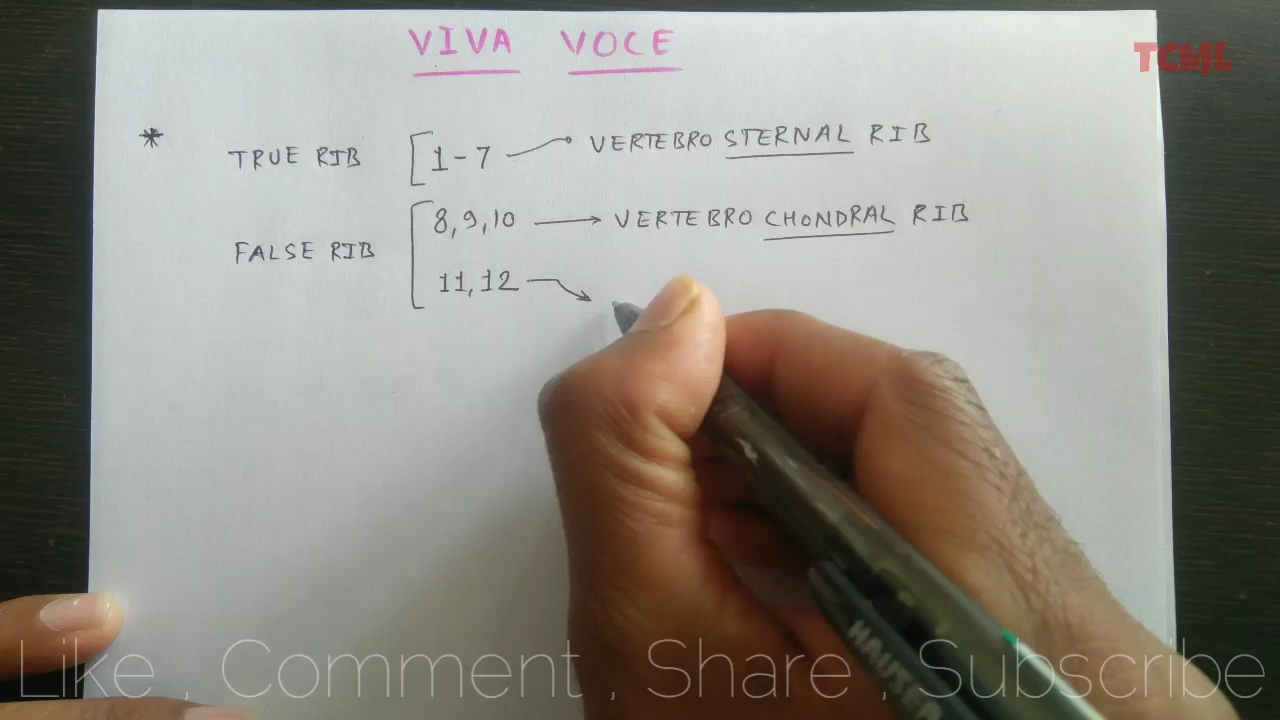 VIVA VOCE
TCML
* TRUE RIB [1-7 → VERTEBRO STERNAL RIB
FALSE RIB [8,9,10 → VERTEBRO CHONDRAL RIB
11,12 →
HAUSER
Like , Comment , Share , Subscribe